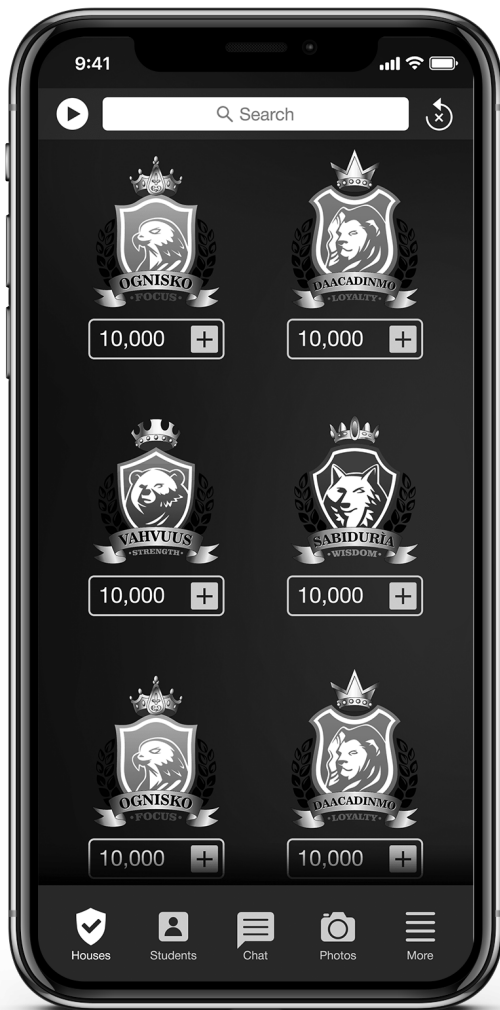 9:41
Search
OGNISKO
·FOCUS·
DAACADINMO
·LOYALTY·
10,000
10,000
VAHVUUS
·STRENGTH·
SABIDURÍA
·WISDOM·
10,000
10,000
OGNISKO
·FOCUS·
DAACADINMO
·LOYALTY·
10,000
10,000
Houses
Students
Chat
Photos
More